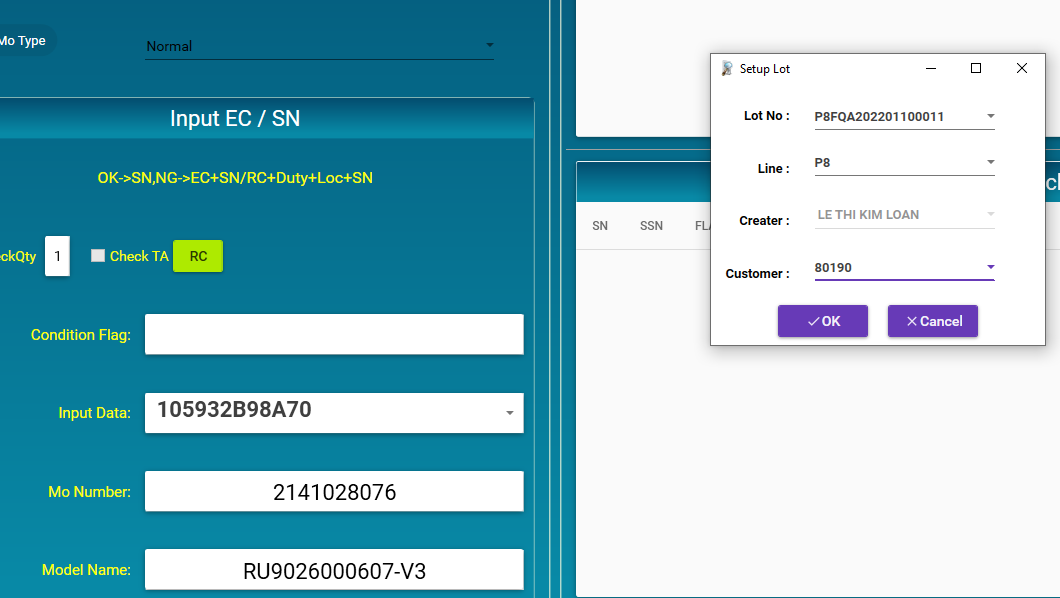 Mo Type
Normal
Input EC / SN
OK->SN,NG->EC+SN/RC+Duty+Loc+SN
ckQty 1 Check TA RC
Condition Flag:
Input Data: 105932B98A70
Mo Number: 2141028076
Model Name: RU9026000607-V3
SN SSN FLA
Setup Lot
Lot No : P8FQA202201100011
Line : P8
Creater : LE THI KIM LOAN
Customer : 80190
OK Cancel